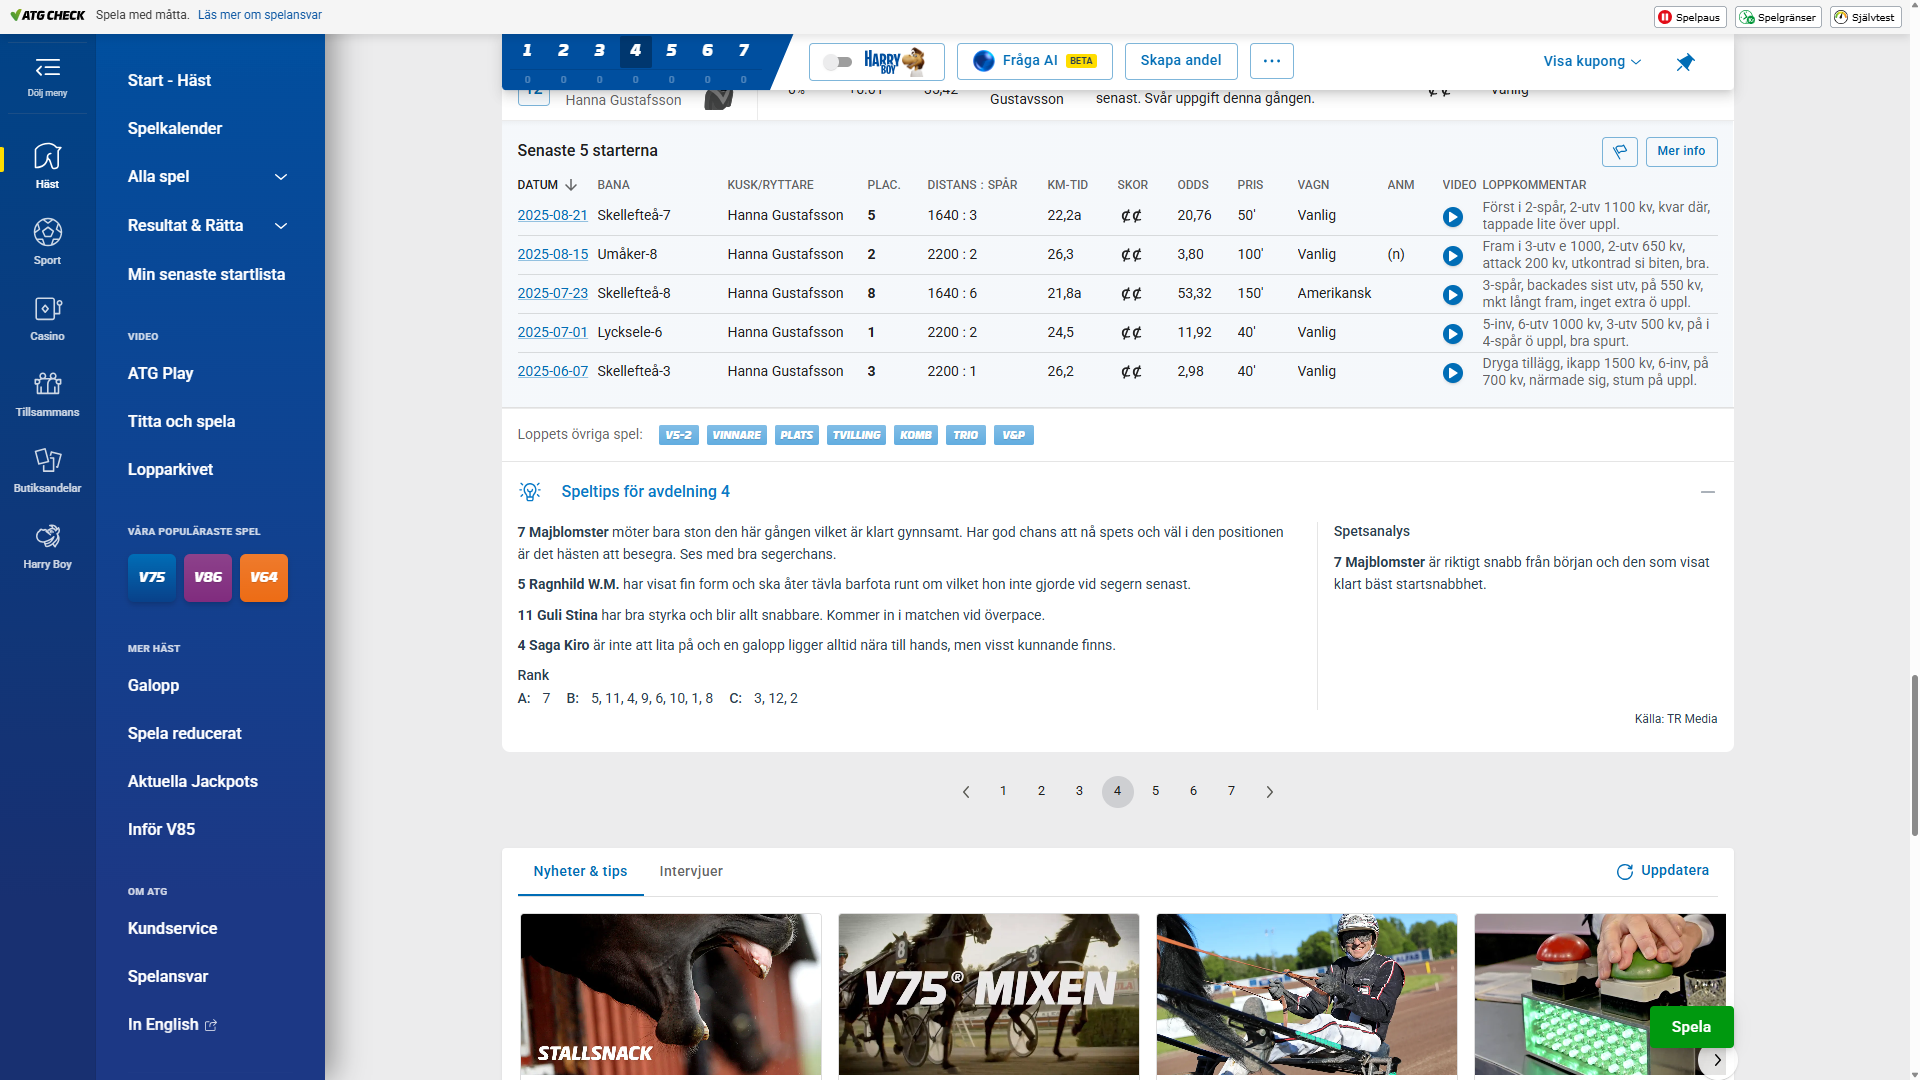 ATG CHECK Spela med måtta. Läs mer om spelansvar
Spelpaus Spelgränser Självtest
Dölj meny
Häst
Sport
Casino
Tillsammans
Butiksandelar
Harry Boy
Start - Häst
Spelkalender
Alla spel
Resultat & Rätta
Min senaste startlista
VIDEO
ATG Play
Titta och spela
Lopparkivet
VÅRA POPULÄRASTE SPEL
V75 V86 V64
MER HÄST
Galopp
Spela reducerat
Aktuella Jackpots
Inför V85
OM ATG
Kundservice
Spelansvar
In English
1 2 3 4 5 6 7
0 0 0 0 0 0 0
HARRY BOY
Fråga AI BETA
Skapa andel
...
Visa kupong
12 Hanna Gustafsson
Gustavsson
senast. Svår uppgift denna gången.
Vanlig
Senaste 5 starterna
Mer info
DATUM BANA KUSK/RYTTARE PLAC. DISTANS : SPÅR KM-TID SKOR ODDS PRIS VAGN ANM VIDEO LOPPKOMMENTAR
2025-08-21 Skellefteå-7 Hanna Gustafsson 5 1640 : 3 22,2a ¢¢ 20,76 50' Vanlig Först i 2-spår, 2-utv 1100 kv, kvar där,
tappade lite över uppl.
2025-08-15 Umåker-8 Hanna Gustafsson 2 2200 : 2 26,3 ¢¢ 3,80 100' Vanlig (n) Fram i 3-utv e 1000, 2-utv 650 kv,
attack 200 kv, utkontrad si biten, bra.
2025-07-23 Skellefteå-8 Hanna Gustafsson 8 1640 : 6 21,8a ¢¢ 53,32 150' Amerikansk 3-spår, backades sist utv, på 550 kv,
mkt långt fram, inget extra ö uppl.
2025-07-01 Lycksele-6 Hanna Gustafsson 1 2200 : 2 24,5 ¢¢ 11,92 40' Vanlig 5-inv, 6-utv 1000 kv, 3-utv 500 kv, på i
4-spår ö uppl, bra spurt.
2025-06-07 Skellefteå-3 Hanna Gustafsson 3 2200 : 1 26,2 ¢¢ 2,98 40' Vanlig Dryga tillägg, ikapp 1500 kv, 6-inv, på
700 kv, närmade sig, stum på uppl.
Loppets övriga spel: V5-2 VINNARE PLATS TVILLING KOMB TRIO V&P
Speltips för avdelning 4
7 Majblomster möter bara ston den här gången vilket är klart gynnsamt. Har god chans att nå spets och väl i den positionen
är det hästen att besegra. Ses med bra segerchans.
5 Ragnhild W.M. har visat fin form och ska åter tävla barfota runt om vilket hon inte gjorde vid segern senast.
11 Guli Stina har bra styrka och blir allt snabbare. Kommer in i matchen vid överpace.
4 Saga Kiro är inte att lita på och en galopp ligger alltid nära till hands, men visst kunnande finns.
Rank
A: 7 B: 5, 11, 4, 9, 6, 10, 1, 8 C: 3, 12, 2
Spetsanalys
7 Majblomster är riktigt snabb från början och den som visat
klart bäst startsnabbhet.
Källa: TR Media
1 2 3 4 5 6 7
Nyheter & tips Intervjuer
Uppdatera
STALLSNACK
V75® MIXEN
Spela